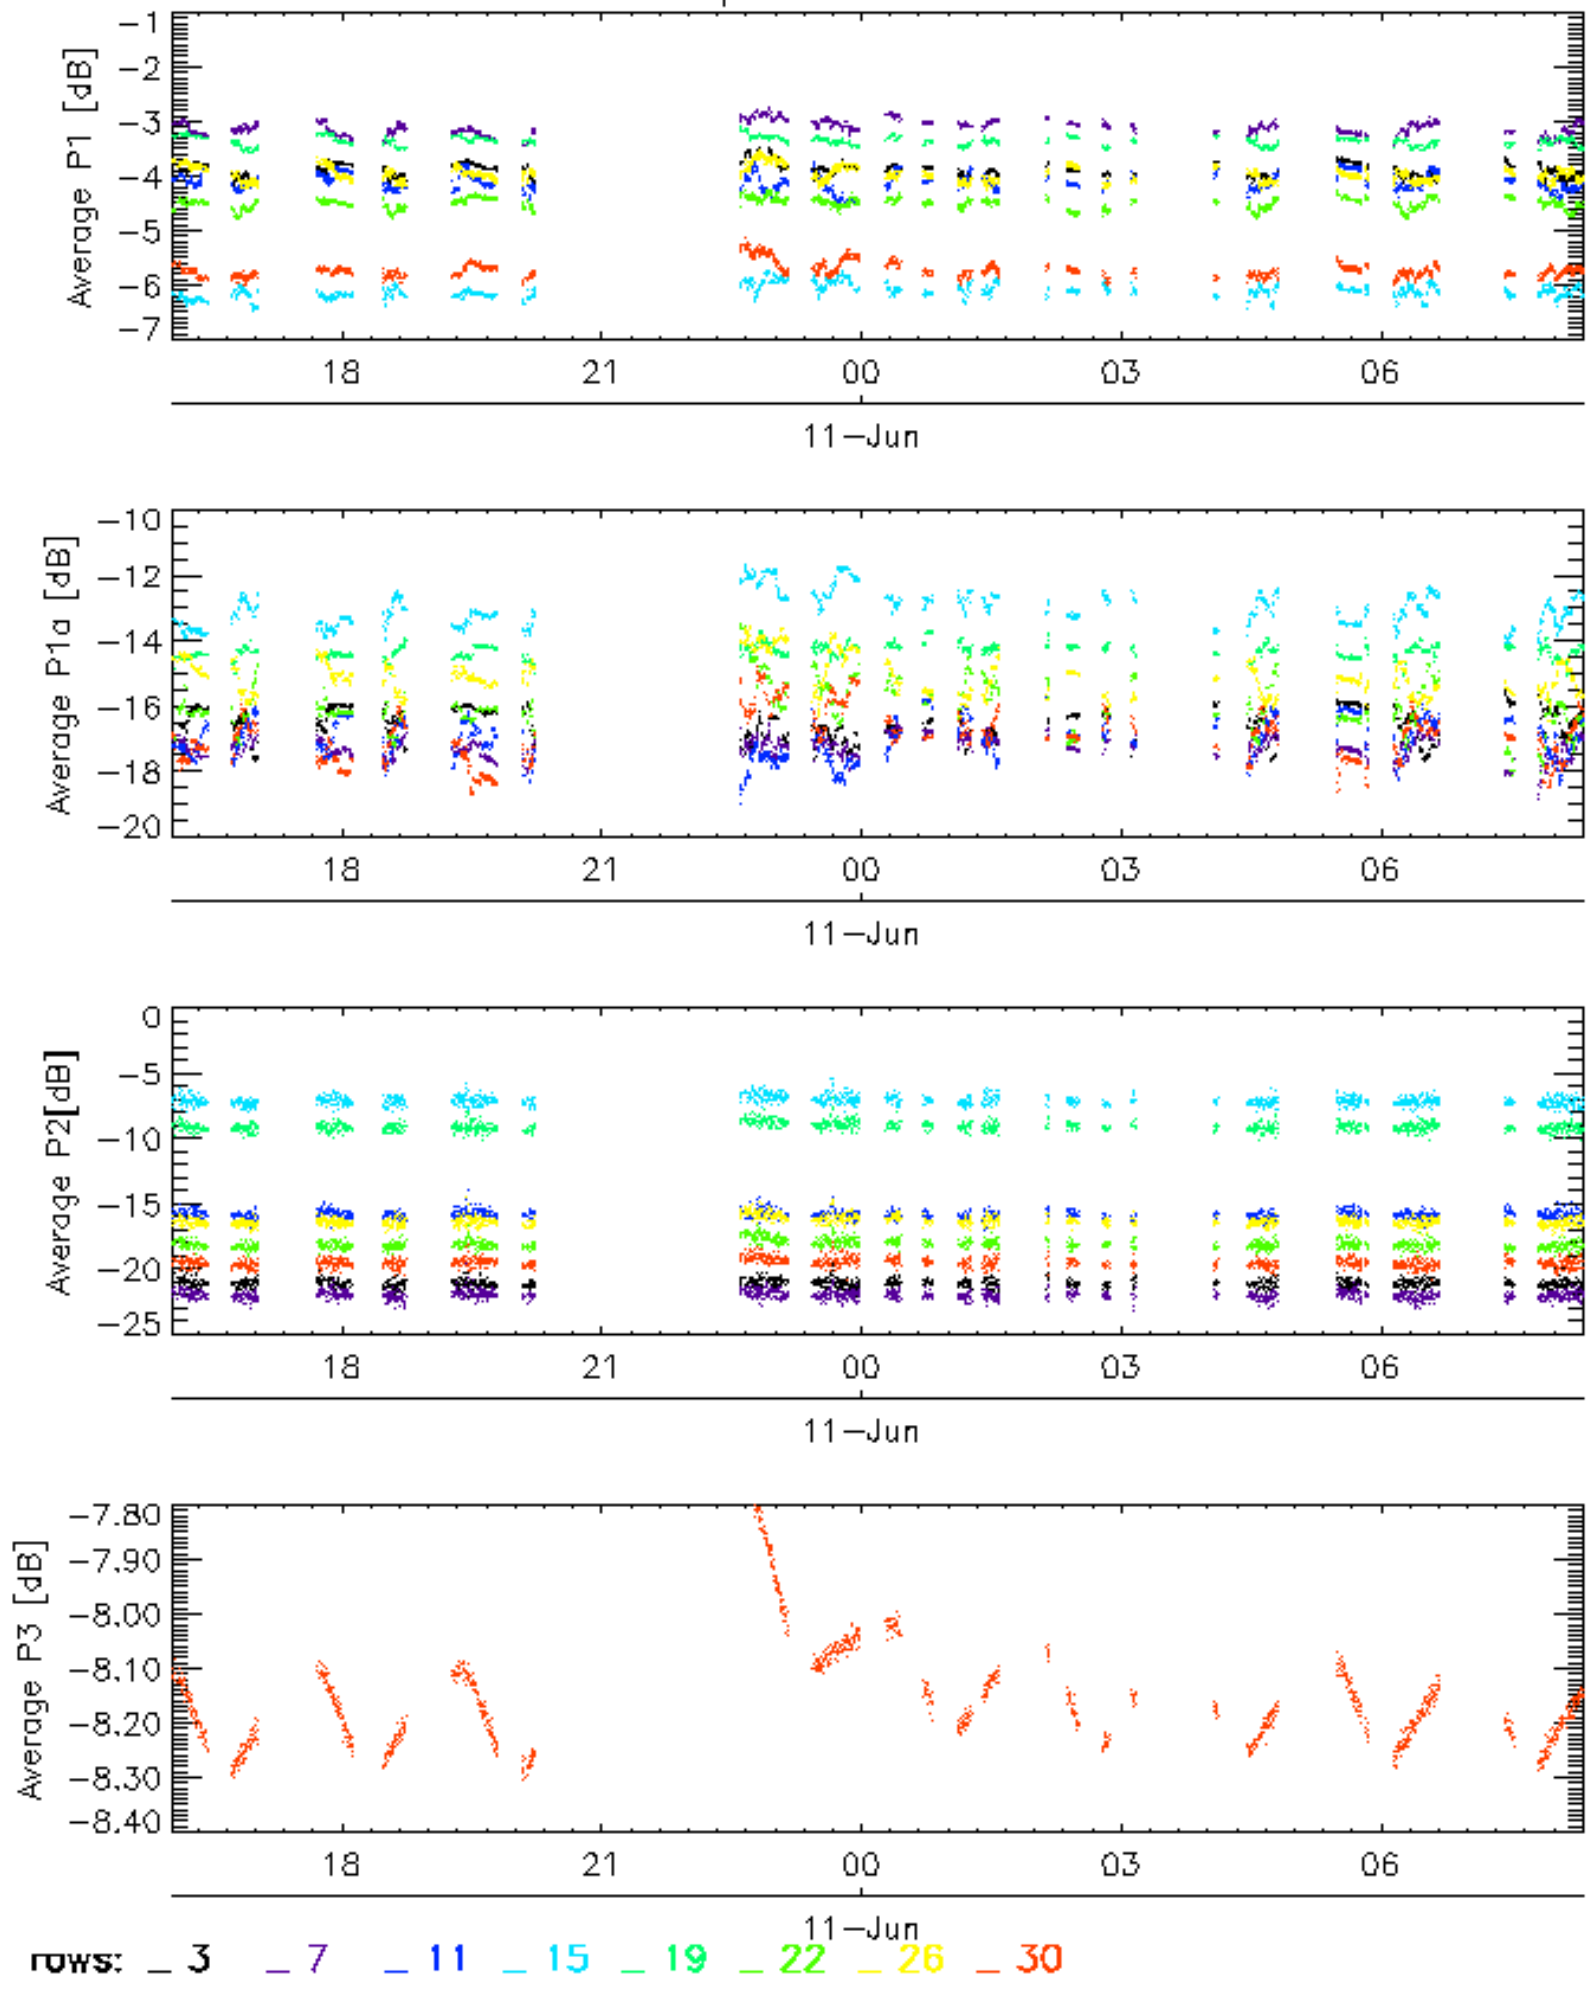 Average P1 [dB]
-1
-2
-3
-4
-5
-6
-7
18 21 00 03 06
11-Jun
Average P1a [dB]
-10
-12
-14
-16
-18
-20
18 21 00 03 06
11-Jun
Average P2[dB]
0
-5
-10
-15
-20
-25
18 21 00 03 06
11-Jun
Average P3 [dB]
-7.80
-7.90
-8.00
-8.10
-8.20
-8.30
-8.40
18 21 00 03 06
11-Jun
rows: _ 3 _ 7 _ 11 _ 15 _ 19 _ 22 _ 26 _ 30